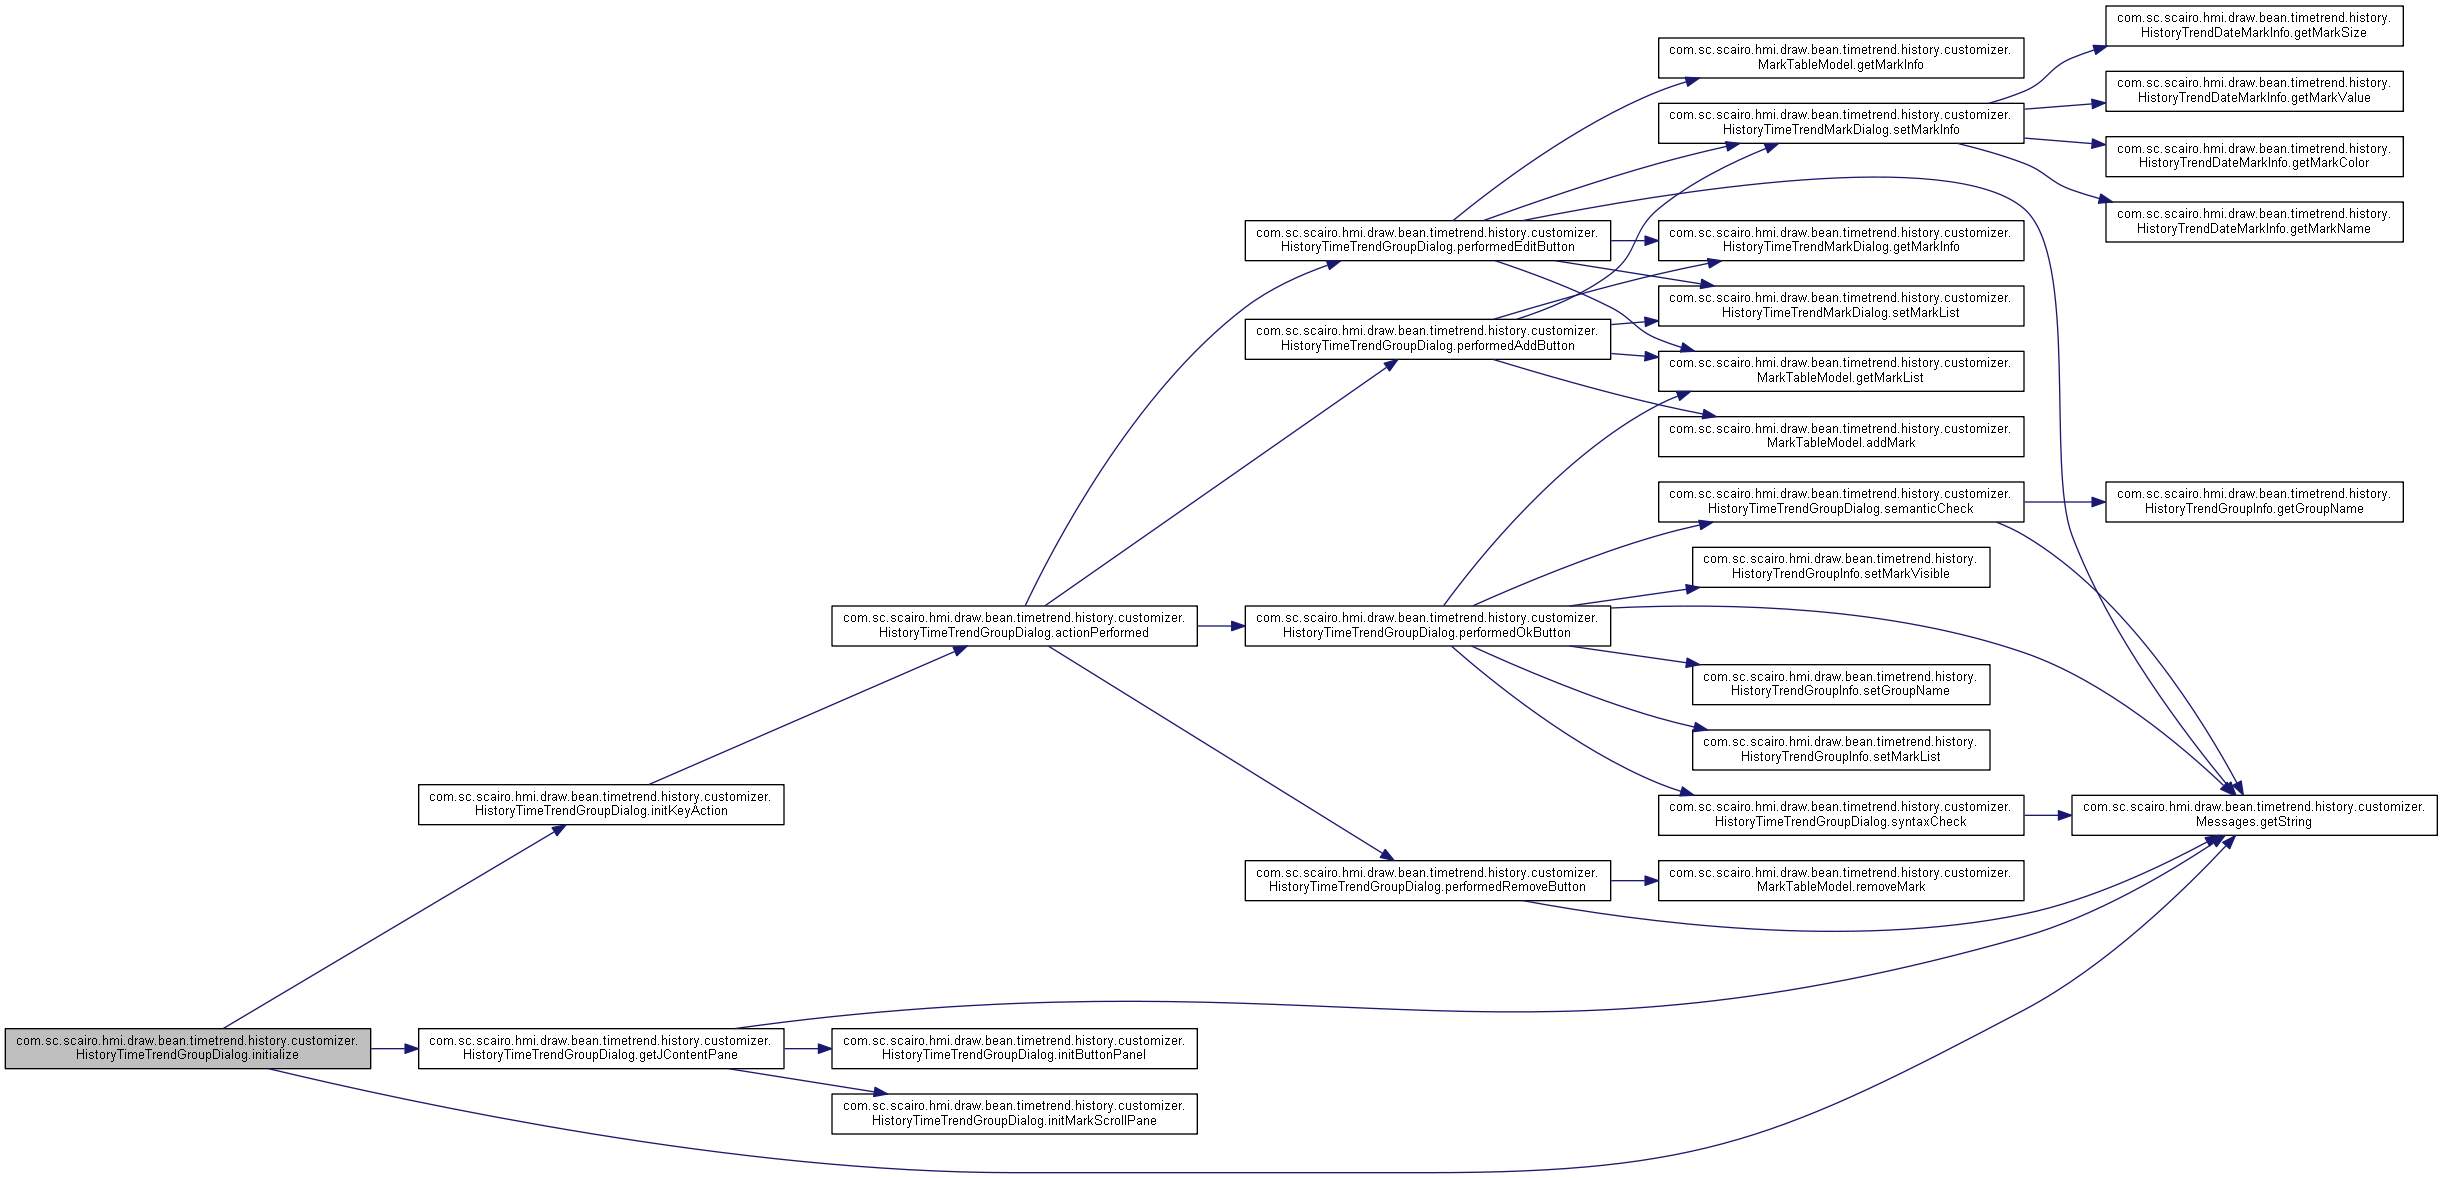 com.sc.scairo.hmi.draw.bean.timetrend.history.
HistoryTrendDateMarkInfo.getMarkSize
com.sc.scairo.hmi.draw.bean.timetrend.history.customizer.
MarkTableModel.getMarkInfo
com.sc.scairo.hmi.draw.bean.timetrend.history.
HistoryTrendDateMarkInfo.getMarkValue
com.sc.scairo.hmi.draw.bean.timetrend.history.customizer.
HistoryTimeTrendMarkDialog.setMarkInfo
com.sc.scairo.hmi.draw.bean.timetrend.history.
HistoryTrendDateMarkInfo.getMarkColor
com.sc.scairo.hmi.draw.bean.timetrend.history.
HistoryTrendDateMarkInfo.getMarkName
com.sc.scairo.hmi.draw.bean.timetrend.history.customizer.
HistoryTimeTrendGroupDialog.performedEditButton
com.sc.scairo.hmi.draw.bean.timetrend.history.customizer.
HistoryTimeTrendMarkDialog.getMarkInfo
com.sc.scairo.hmi.draw.bean.timetrend.history.customizer.
HistoryTimeTrendMarkDialog.setMarkList
com.sc.scairo.hmi.draw.bean.timetrend.history.customizer.
HistoryTimeTrendGroupDialog.performedAddButton
com.sc.scairo.hmi.draw.bean.timetrend.history.customizer.
MarkTableModel.getMarkList
com.sc.scairo.hmi.draw.bean.timetrend.history.customizer.
MarkTableModel.addMark
com.sc.scairo.hmi.draw.bean.timetrend.history.customizer.
HistoryTimeTrendGroupDialog.semanticCheck
com.sc.scairo.hmi.draw.bean.timetrend.history.
HistoryTrendGroupInfo.getGroupName
com.sc.scairo.hmi.draw.bean.timetrend.history.
HistoryTrendGroupInfo.setMarkVisible
com.sc.scairo.hmi.draw.bean.timetrend.history.customizer.
HistoryTimeTrendGroupDialog.actionPerformed
com.sc.scairo.hmi.draw.bean.timetrend.history.customizer.
HistoryTimeTrendGroupDialog.performedOkButton
com.sc.scairo.hmi.draw.bean.timetrend.history.
HistoryTrendGroupInfo.setGroupName
com.sc.scairo.hmi.draw.bean.timetrend.history.
HistoryTrendGroupInfo.setMarkList
com.sc.scairo.hmi.draw.bean.timetrend.history.customizer.
HistoryTimeTrendGroupDialog.initKeyAction
com.sc.scairo.hmi.draw.bean.timetrend.history.customizer.
HistoryTimeTrendGroupDialog.syntaxCheck
com.sc.scairo.hmi.draw.bean.timetrend.history.customizer.
Messages.getString
com.sc.scairo.hmi.draw.bean.timetrend.history.customizer.
HistoryTimeTrendGroupDialog.performedRemoveButton
com.sc.scairo.hmi.draw.bean.timetrend.history.customizer.
MarkTableModel.removeMark
com.sc.scairo.hmi.draw.bean.timetrend.history.customizer.
HistoryTimeTrendGroupDialog.initialize
com.sc.scairo.hmi.draw.bean.timetrend.history.customizer.
HistoryTimeTrendGroupDialog.getJContentPane
com.sc.scairo.hmi.draw.bean.timetrend.history.customizer.
HistoryTimeTrendGroupDialog.initButtonPanel
com.sc.scairo.hmi.draw.bean.timetrend.history.customizer.
HistoryTimeTrendGroupDialog.initMarkScrollPane